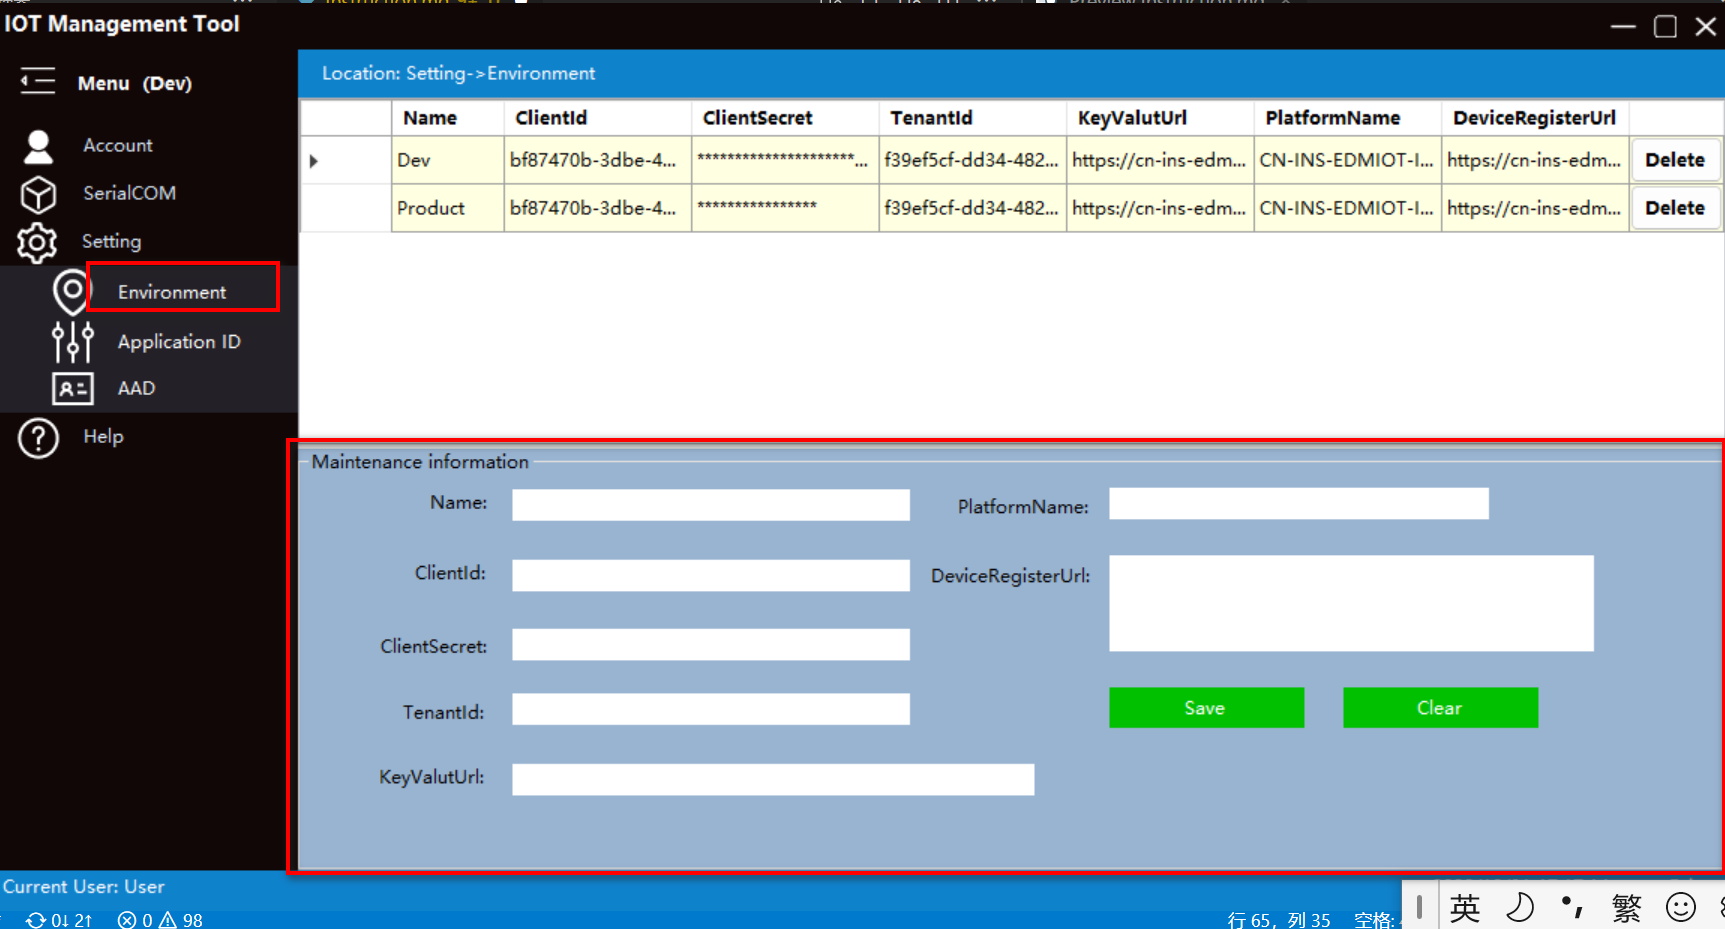 IOT Management Tool
Menu (Dev)
Location: Setting->Environment
Account
SerialCOM
Setting
Environment
Application ID
AAD
Help
Name ClientId ClientSecret TenantId KeyValutUrl PlatformName DeviceRegisterUrl
Dev bf87470b-3dbe-4... *********************... f39ef5cf-dd34-482... https://cn-ins-edm... CN-INS-EDMIOT-I... https://cn-ins-edm... Delete
Product bf87470b-3dbe-4... **************** f39ef5cf-dd34-482... https://cn-ins-edm... CN-INS-EDMIOT-I... https://cn-ins-edm... Delete
Maintenance information
Name: PlatformName:
ClientId: DeviceRegisterUrl:
ClientSecret:
TenantId: Save Clear
KeyValutUrl:
Current User: User
0↓ 2↑ 0 98 行 65, 列 35 空格:
英 繁